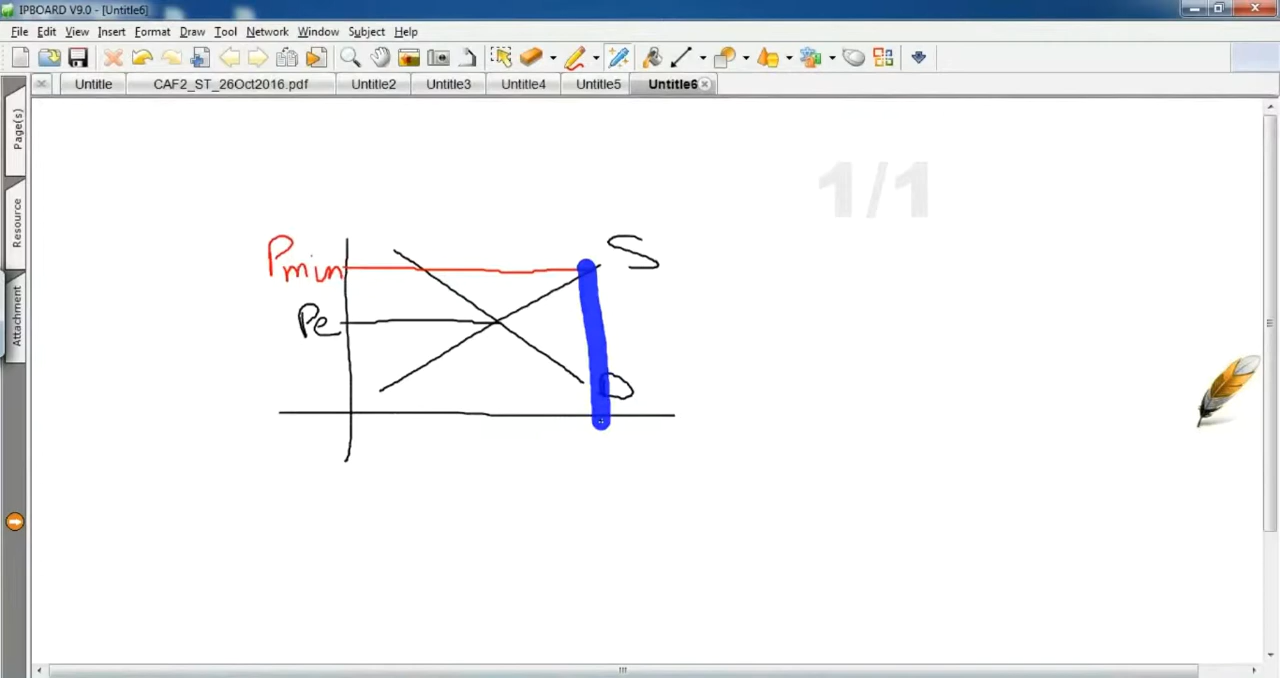 IPBOARD V9.0 - [Untitle6]
File Edit View Insert Format Draw Tool Network Window Subject Help
Untitle CAF2_ST_26Oct2016.pdf Untitle2 Untitle3 Untitle4 Untitle5 Untitle6
Page(s)
Resource
Attachment
1/1
Pmin
S
Pe
D